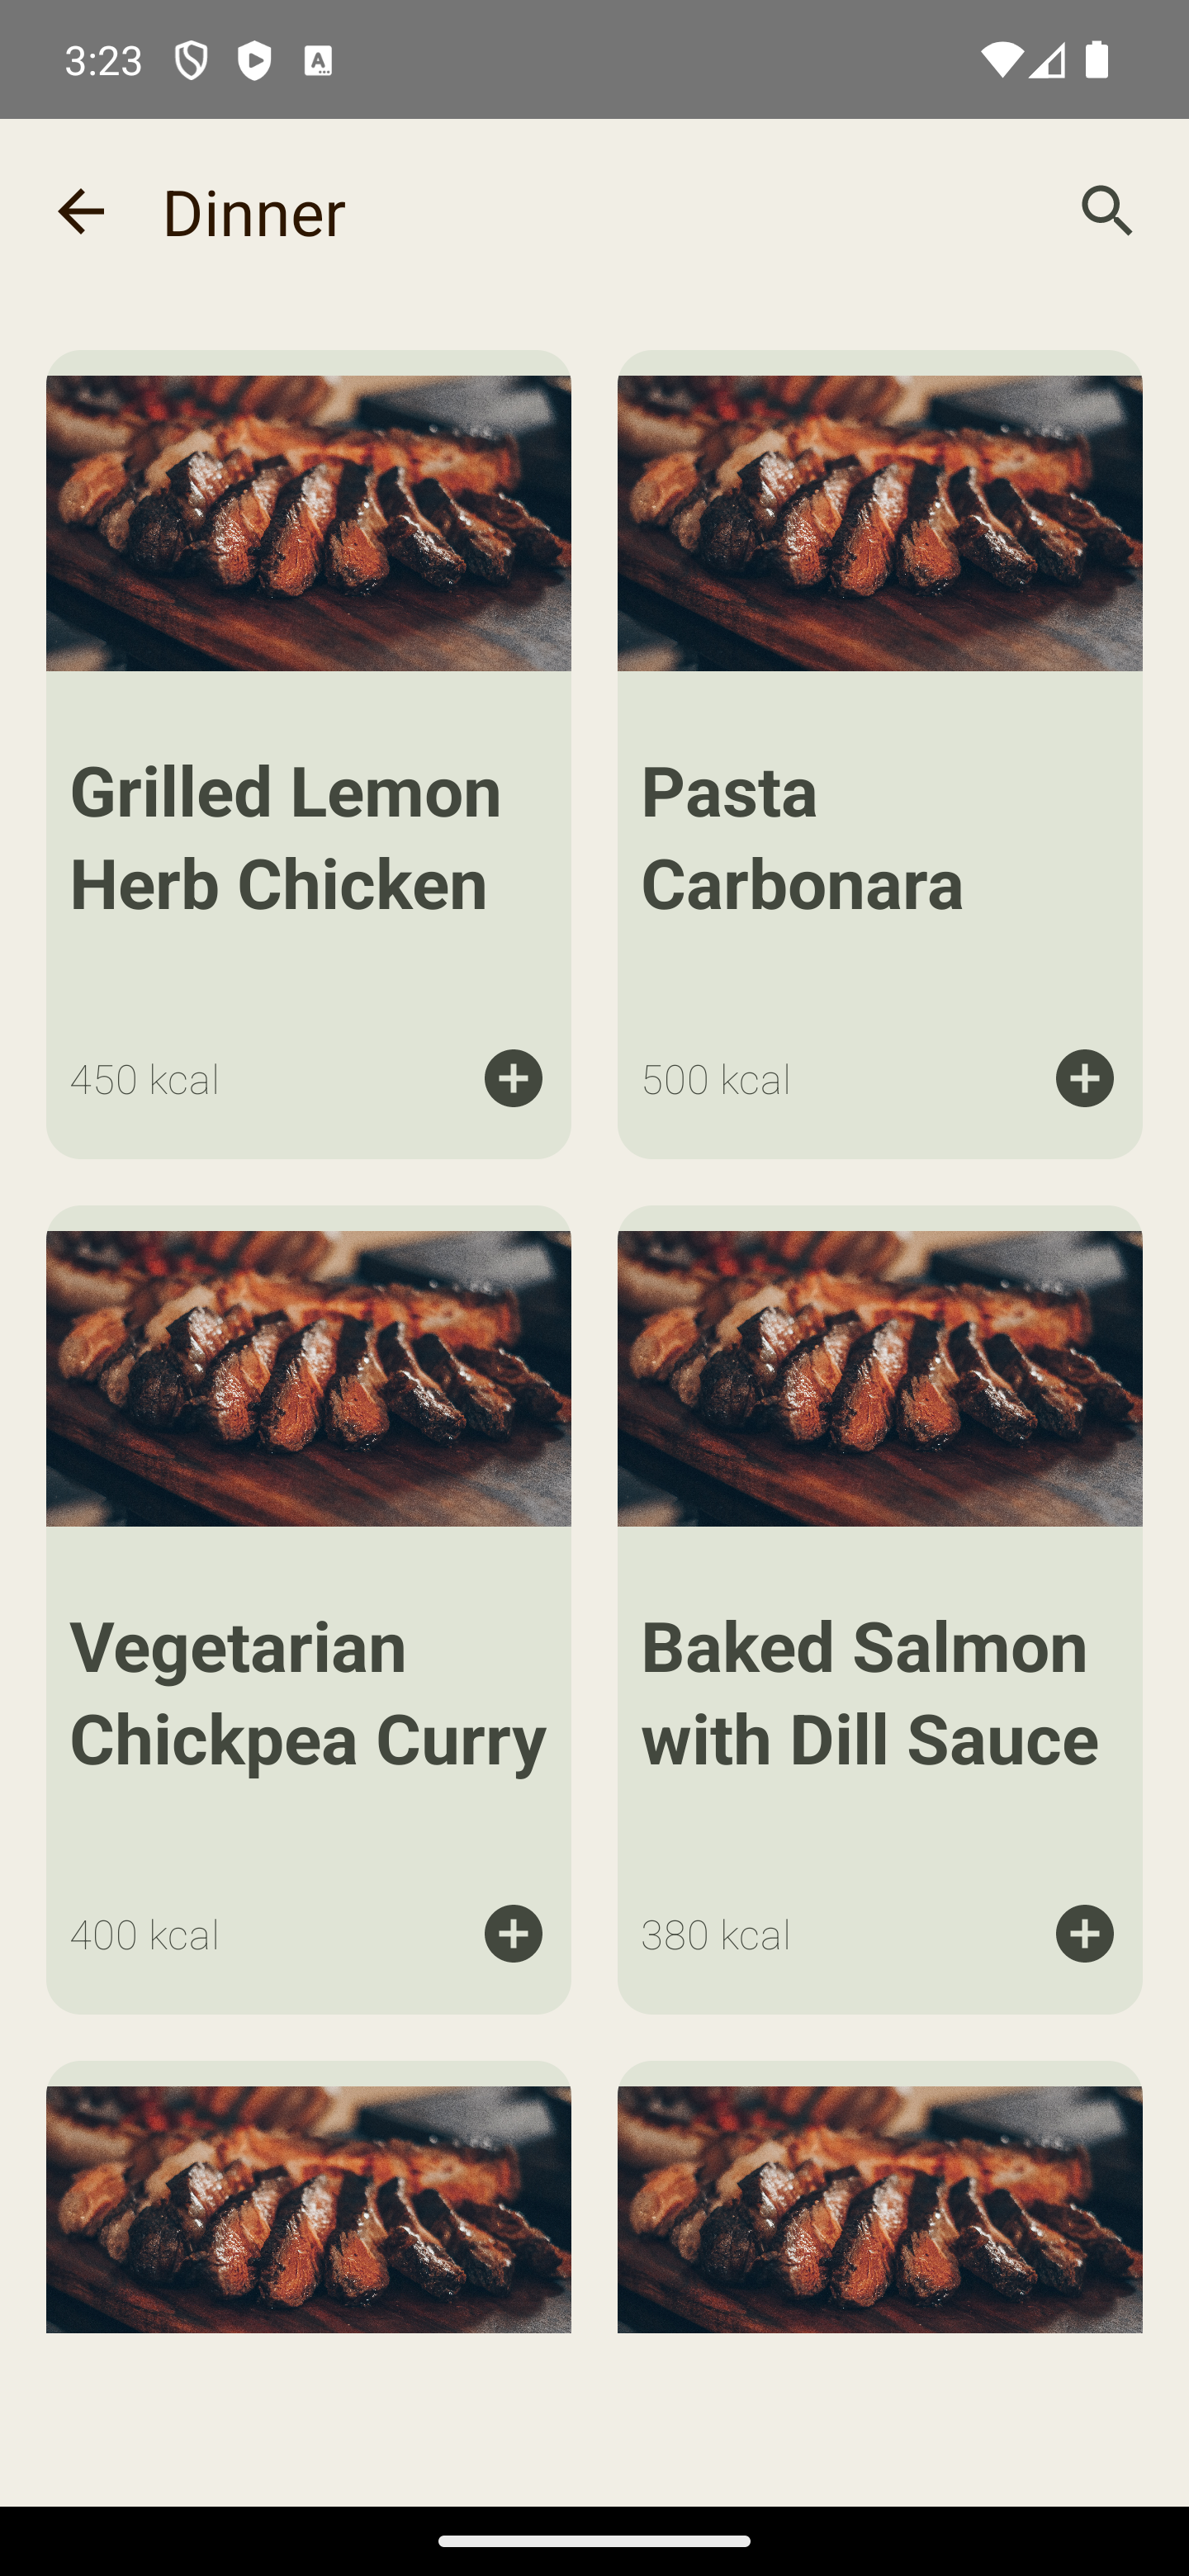 3:23
Dinner
Grilled Lemon
Herb Chicken
450 kcal
Pasta
Carbonara
500 kcal
Vegetarian
Chickpea Curry
400 kcal
Baked Salmon
with Dill Sauce
380 kcal